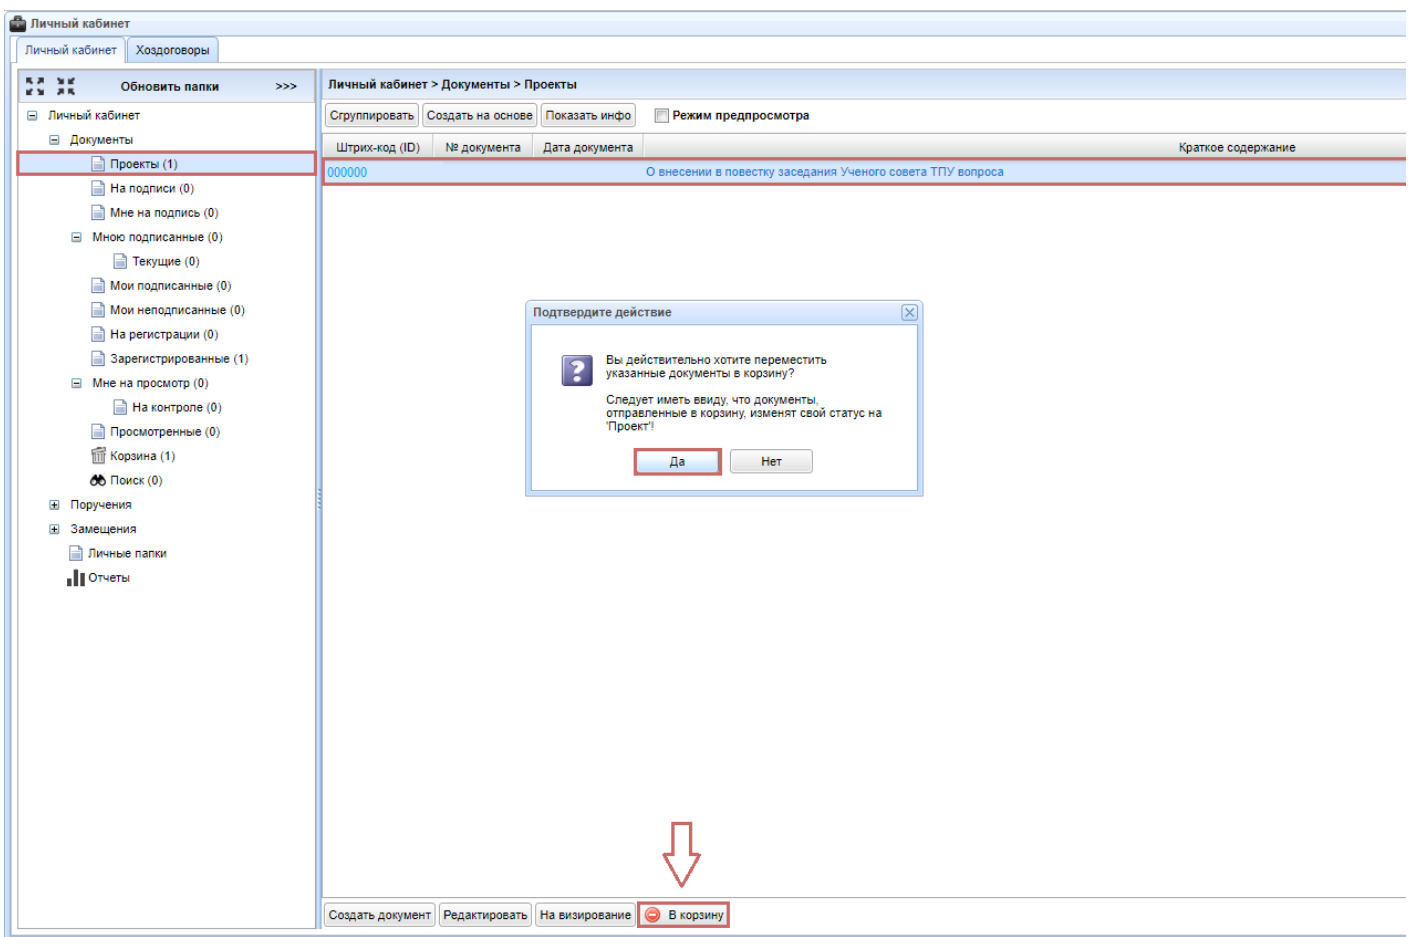 Личный кабинет
Личный кабинет Хоздоговоры
Обновить папки >>>
Личный кабинет
Документы
Проекты (1)
На подписи (0)
Мне на подпись (0)
Мною подписанные (0)
Текущие (0)
Мои подписанные (0)
Мои неподписанные (0)
На регистрации (0)
Зарегистрированные (1)
Мне на просмотр (0)
На контроле (0)
Просмотренные (0)
Корзина (1)
Поиск (0)
Поручения
Замещения
Личные папки
Отчеты
Личный кабинет > Документы > Проекты
Сгруппировать Создать на основе Показать инфо Режим предпросмотра
Штрих-код (ID) № документа Дата документа Краткое содержание
000000 О внесении в повестку заседания Ученого совета ТПУ вопроса
Подтвердите действие
Вы действительно хотите переместить
указанные документы в корзину?
Следует иметь ввиду, что документы,
отправленные в корзину, изменят свой статус на
'Проект'!
Да Нет
Создать документ Редактировать На визирование В корзину